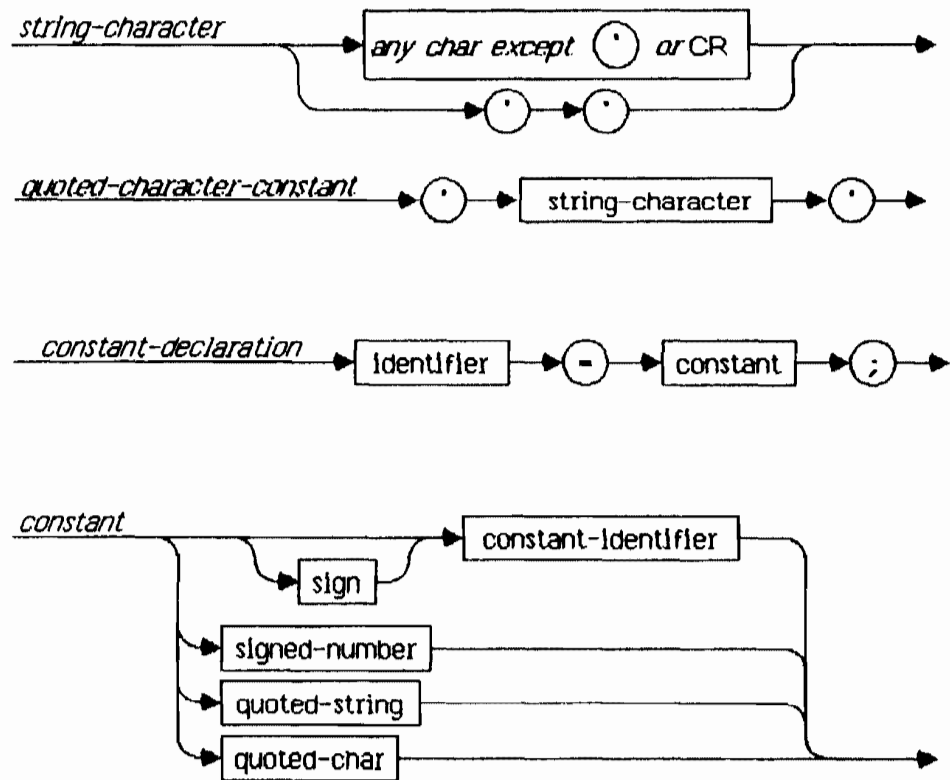 string-character
any char except ' or CR
' '
quoted-character-constant ' string-character '
constant-declaration identifier = constant ;
constant constant-identifier
sign
signed-number
quoted-string
quoted-char